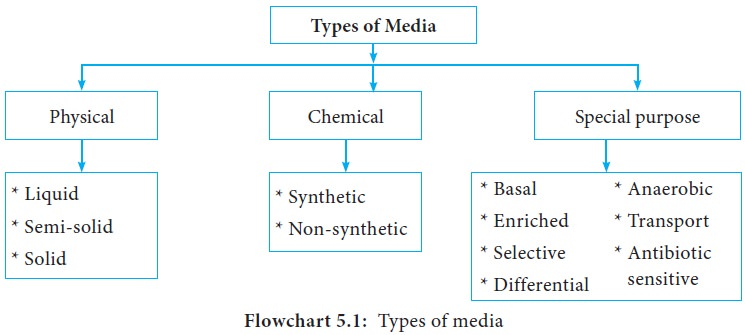 Types of Media
Physical
Chemical
Special purpose
* Liquid
* Semi-solid
* Solid
* Synthetic
* Non-synthetic
* Basal
* Enriched
* Selective
* Differential
* Anaerobic
* Transport
* Antibiotic
sensitive
Flowchart 5.1: Types of media